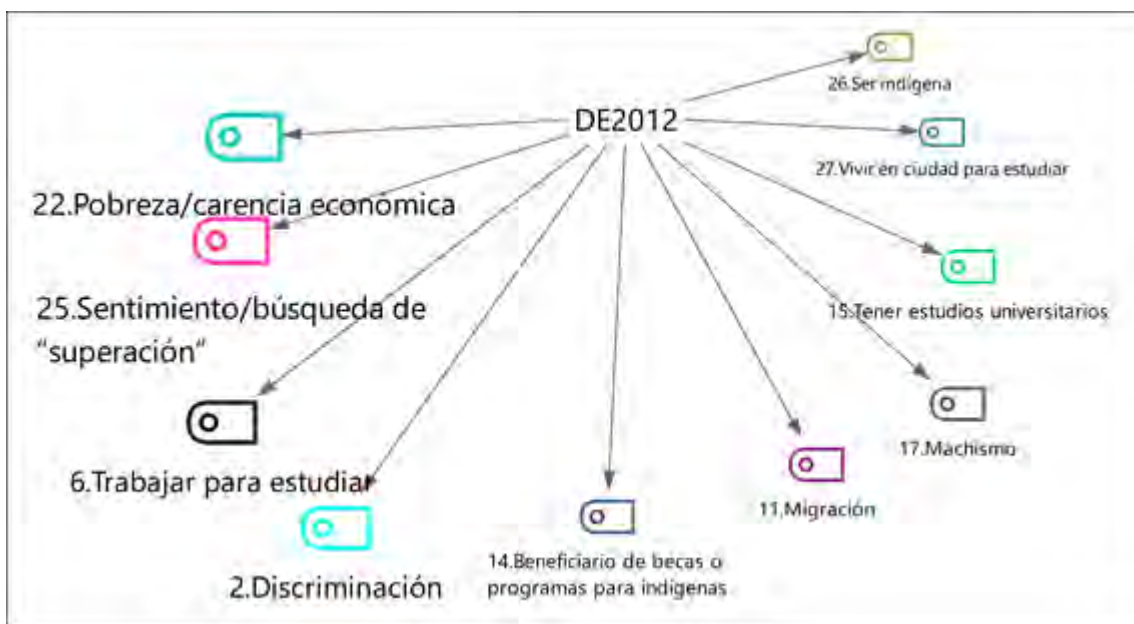 26.Ser indígena
DE2012
27.Vivir en ciudad para estudiar
22.Pobreza/carencia económica
25.Sentimiento/búsqueda de
“superación”
15.Tener estudios universitarios
17.Machismo
6.Trabajar para estudiar
11.Migración
14.Beneficiario de becas o
programas para indígenas
2.Discriminación